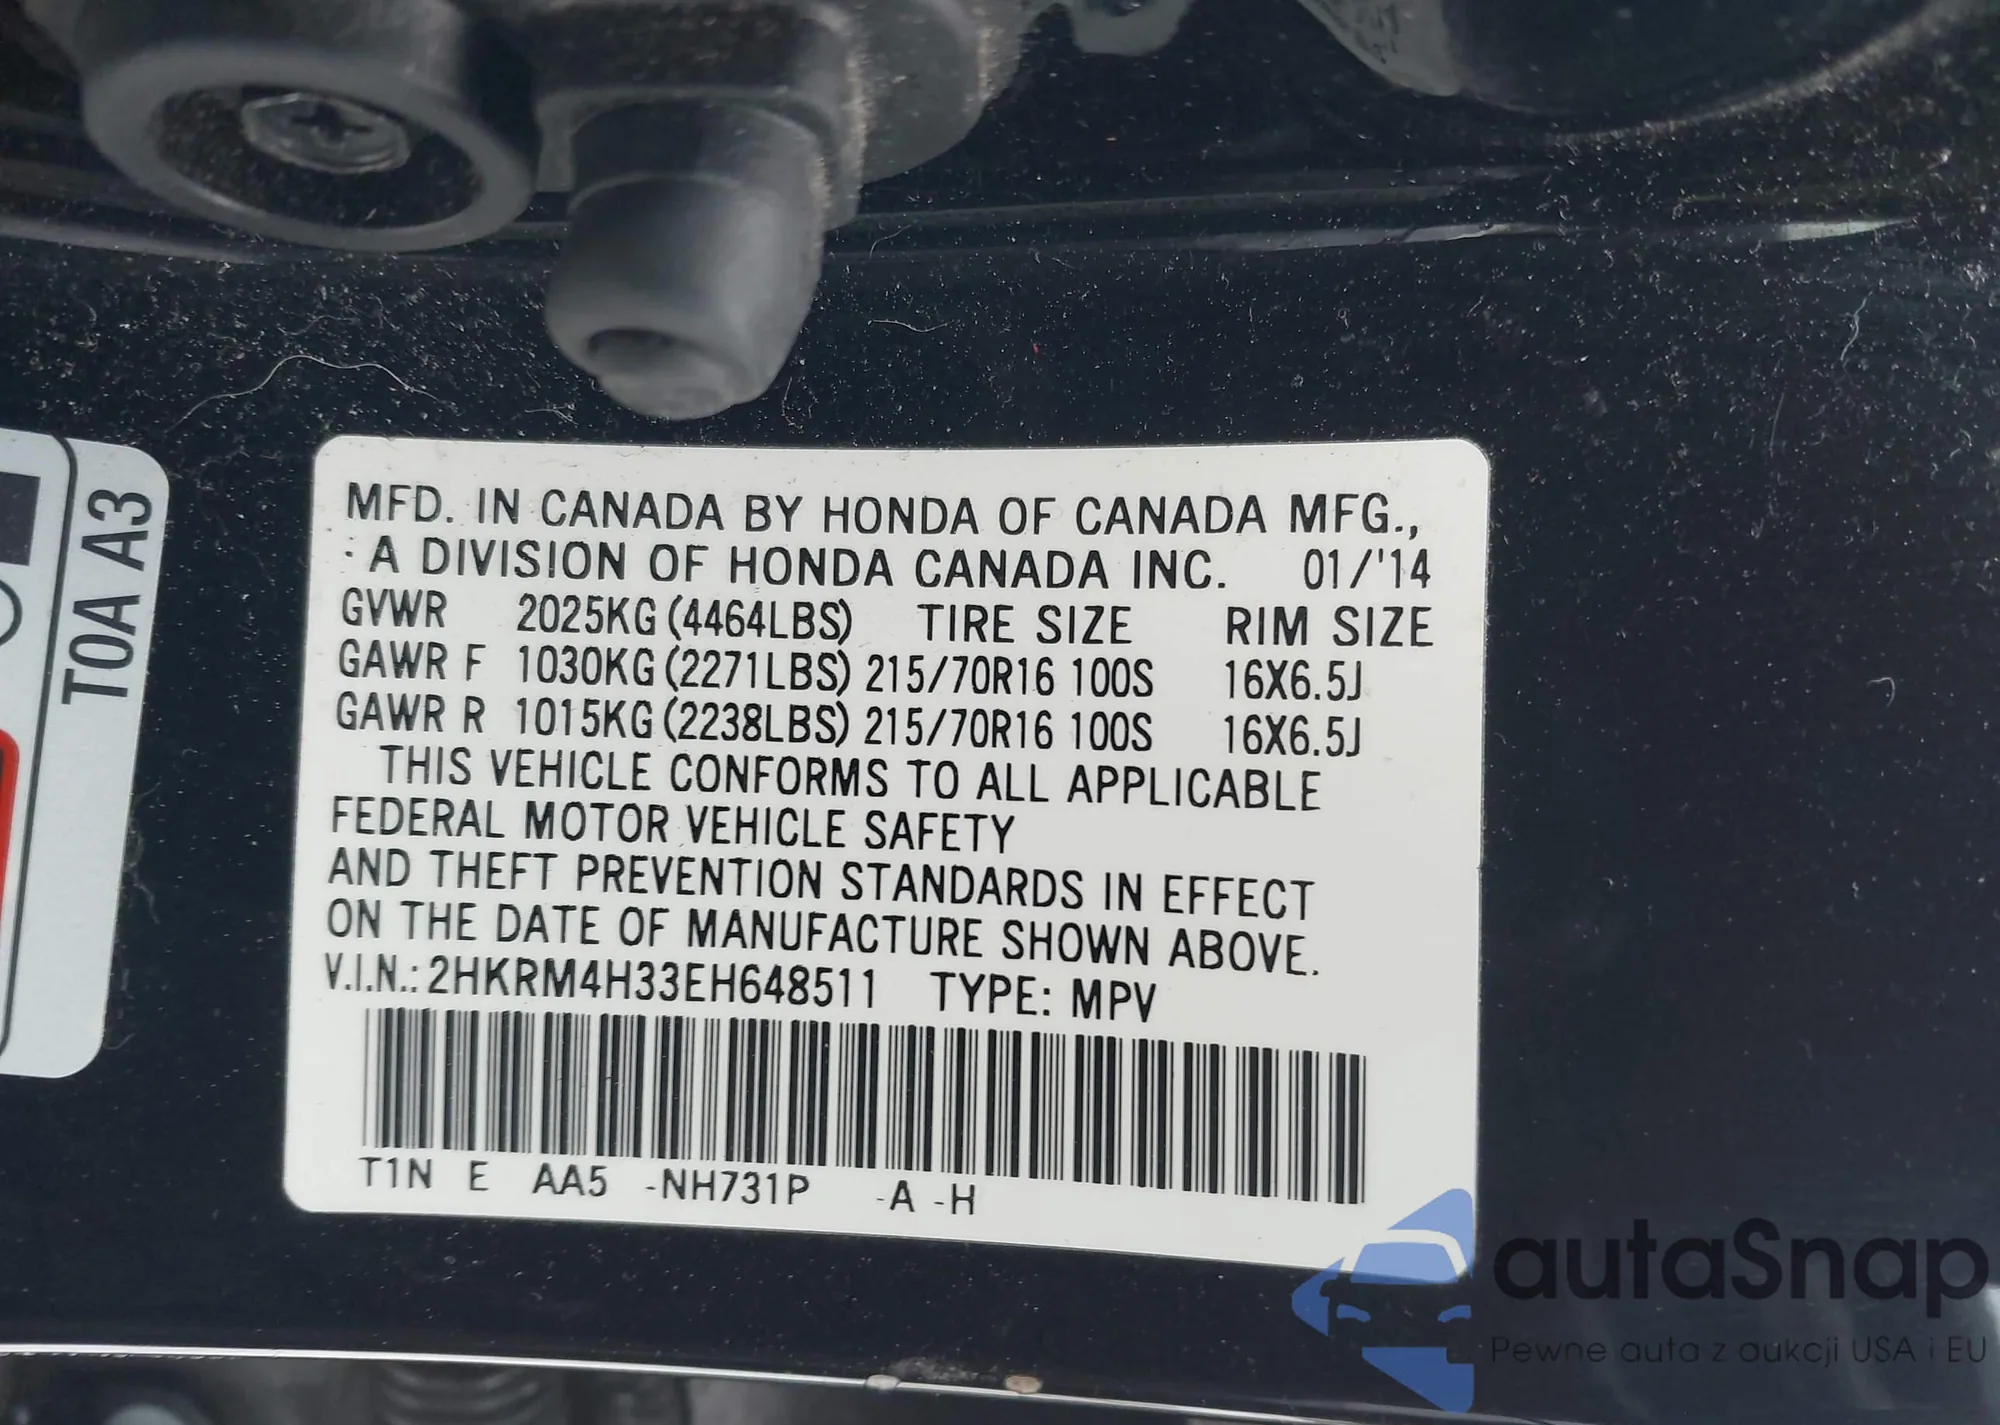 MFD. IN CANADA BY HONDA OF CANADA MFG.,
A DIVISION OF HONDA CANADA INC. 01/'14
GVWR 2025KG (4464LBS) TIRE SIZE RIM SIZE
GAWR F 1030KG (2271LBS) 215/70R16 100S 16X6.5J
GAWR R 1015KG (2238LBS) 215/70R16 100S 16X6.5J
THIS VEHICLE CONFORMS TO ALL APPLICABLE
FEDERAL MOTOR VEHICLE SAFETY
AND THEFT PREVENTION STANDARDS IN EFFECT
ON THE DATE OF MANUFACTURE SHOWN ABOVE.
V.I.N.: 2HKRM4H33EH648511 TYPE: MPV
T1N E AA5 -NH731P -A -H
T0A A3
autaSnap
Pewne auta z aukcji USA i EU